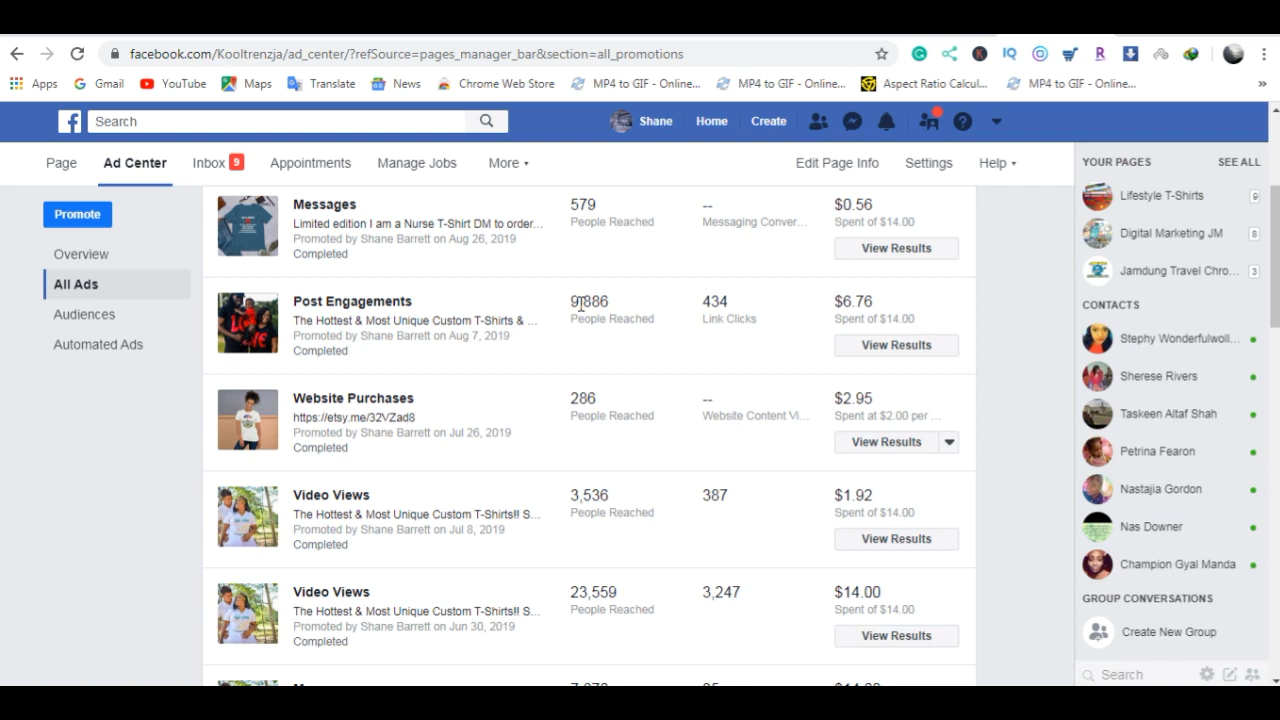 facebook.com/Kooltrenzja/ad_center/?refSource=pages_manager_bar&section=all_promotions
Apps Gmail YouTube Maps Translate News Chrome Web Store MP4 to GIF - Online... MP4 to GIF - Online... Aspect Ratio Calcul... MP4 to GIF - Online... »
Search Shane Home Create
Page Ad Center Inbox 9 Appointments Manage Jobs More Edit Page Info Settings Help
Promote
Overview
All Ads
Audiences
Automated Ads
Messages 579 -- $0.56
Limited edition I am a Nurse T-Shirt DM to order... People Reached Messaging Conver... Spent of $14.00
Promoted by Shane Barrett on Aug 26, 2019
Completed View Results
Post Engagements 9,886 434 $6.76
The Hottest & Most Unique Custom T-Shirts & ... People Reached Link Clicks Spent of $14.00
Promoted by Shane Barrett on Aug 7, 2019
Completed View Results
Website Purchases 286 -- $2.95
https://etsy.me/32VZad8 People Reached Website Content Vi... Spent at $2.00 per ...
Promoted by Shane Barrett on Jul 26, 2019
Completed View Results
Video Views 3,536 387 $1.92
The Hottest & Most Unique Custom T-Shirts!! S... People Reached Spent of $14.00
Promoted by Shane Barrett on Jul 8, 2019
Completed View Results
Video Views 23,559 3,247 $14.00
The Hottest & Most Unique Custom T-Shirts!! S... People Reached Spent of $14.00
Promoted by Shane Barrett on Jun 30, 2019
Completed View Results
YOUR PAGES SEE ALL
Lifestyle T-Shirts 9
Digital Marketing JM 8
Jamdung Travel Chro... 3
CONTACTS
Stephy Wonderfulwoll...
Sherese Rivers
Taskeen Altaf Shah
Petrina Fearon
Nastajia Gordon
Nas Downer
Champion Gyal Manda
GROUP CONVERSATIONS
Create New Group
Search